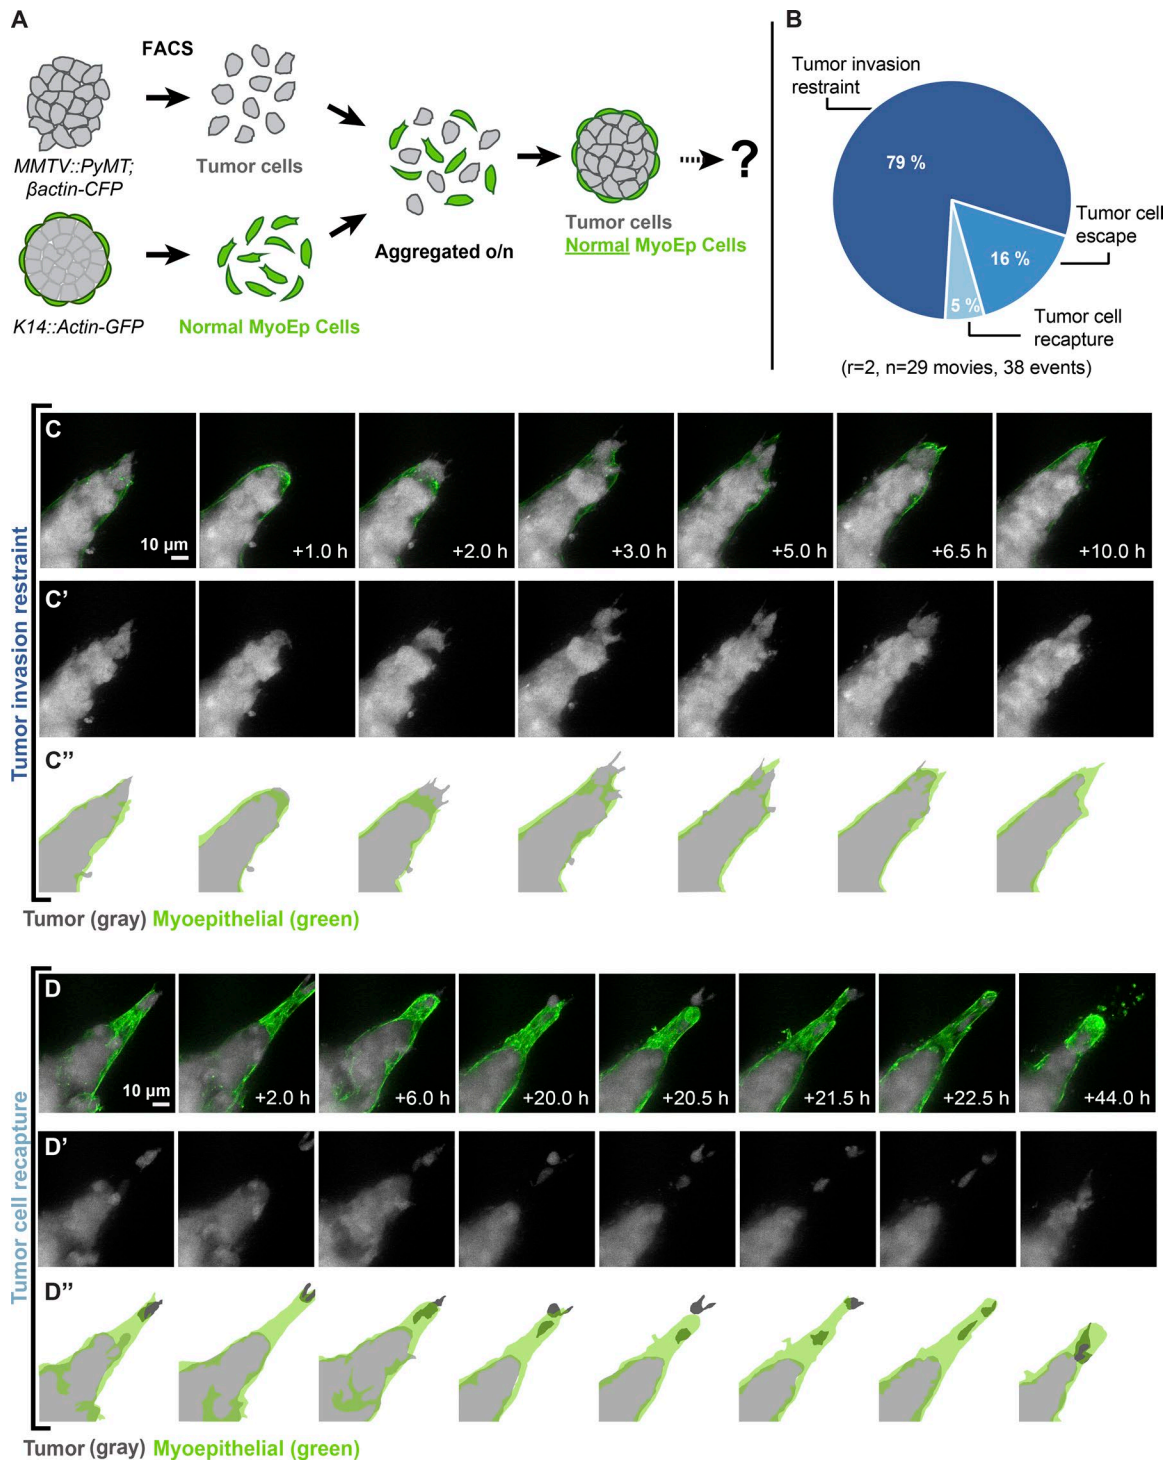 A
FACS
MMTV::PyMT;
βactin-CFP
Tumor cells
K14::Actin-GFP
Normal MyoEp Cells
Aggregated o/n
?
Tumor cells
Normal MyoEp Cells
B
Tumor invasion
restraint
79 %
Tumor cell
escape
16 %
5 %
Tumor cell
recapture
(r=2, n=29 movies, 38 events)
Tumor invasion restraint
C
10 µm
+1.0 h
+2.0 h
+3.0 h
+5.0 h
+6.5 h
+10.0 h
C’
C’’
Tumor (gray) Myoepithelial (green)
Tumor cell recapture
D
10 µm
+2.0 h
+6.0 h
+20.0 h
+20.5 h
+21.5 h
+22.5 h
+44.0 h
D’
D’’
Tumor (gray) Myoepithelial (green)